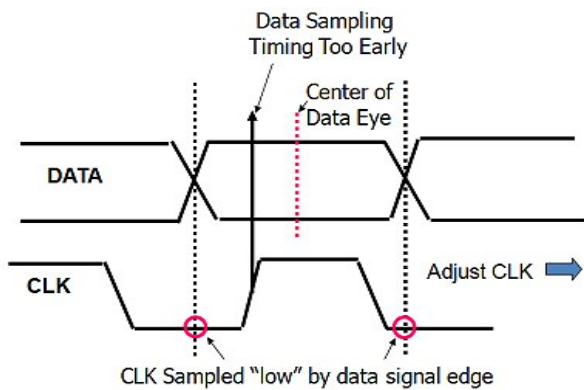 Data Sampling
Timing Too Early
Center of
Data Eye
DATA
CLK
Adjust CLK
CLK Sampled “low” by data signal edge